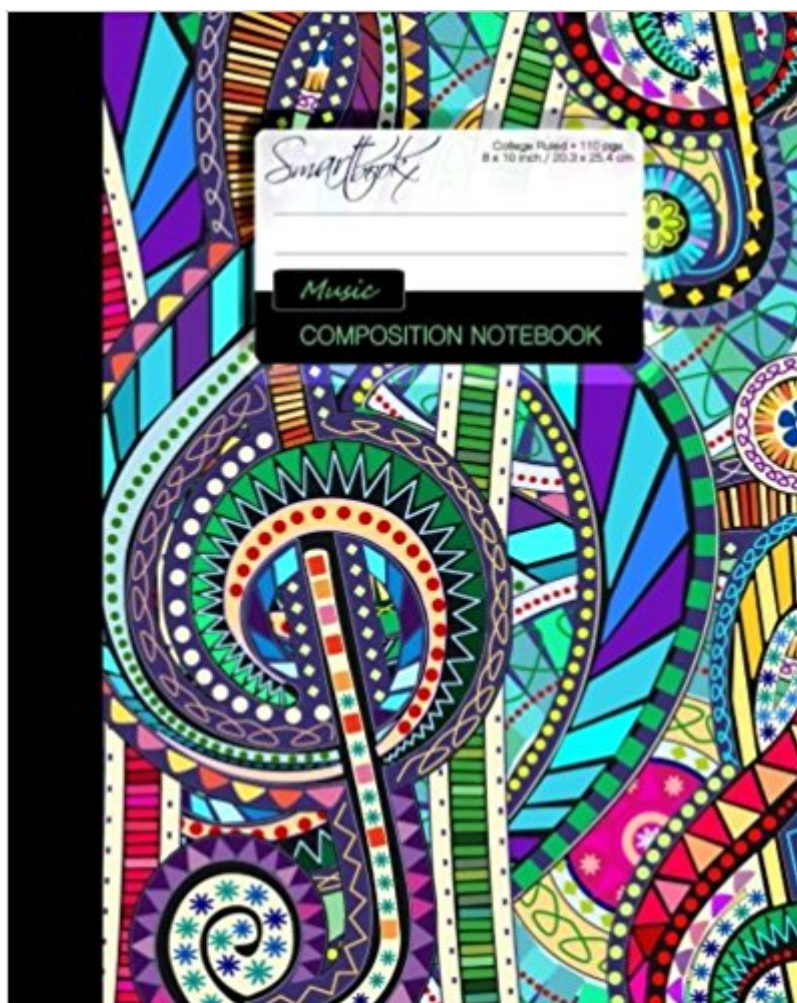 Smartbookx
College Ruled • 110 pgs
8 x 10 inch / 20.3 x 25.4 cm
Music
COMPOSITION NOTEBOOK